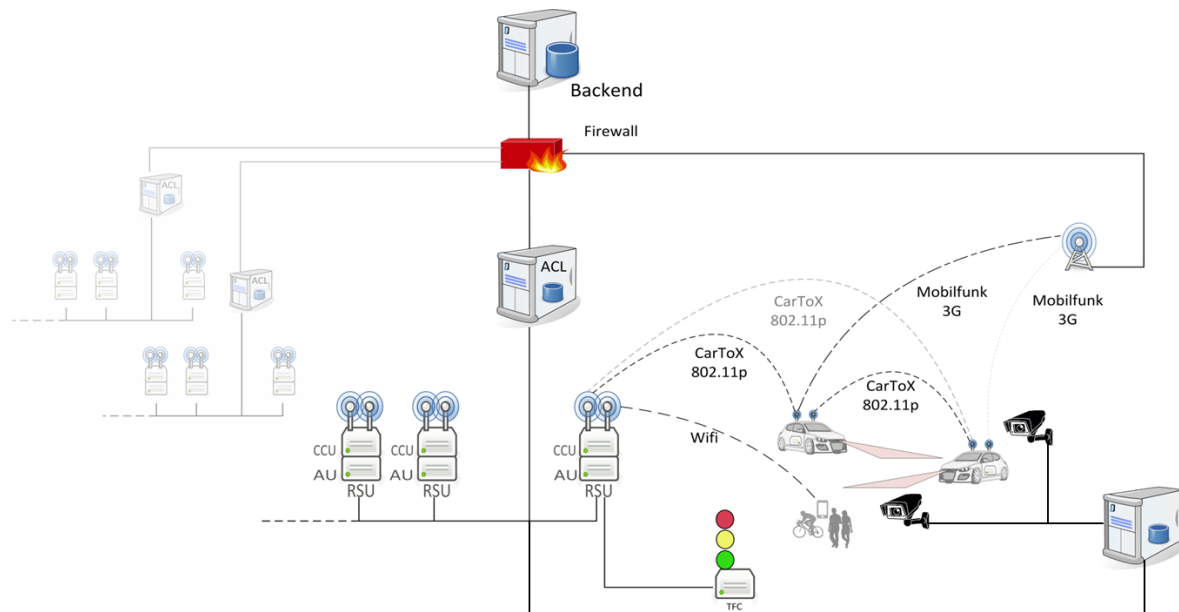 Backend
Firewall
ACL
ACL
ACL
CarToX
802.11p
Mobilfunk
3G
Mobilfunk
3G
CarToX
802.11p
CarToX
802.11p
Wifi
CCU
AU
RSU
CCU
AU
RSU
CCU
AU
RSU
TFC